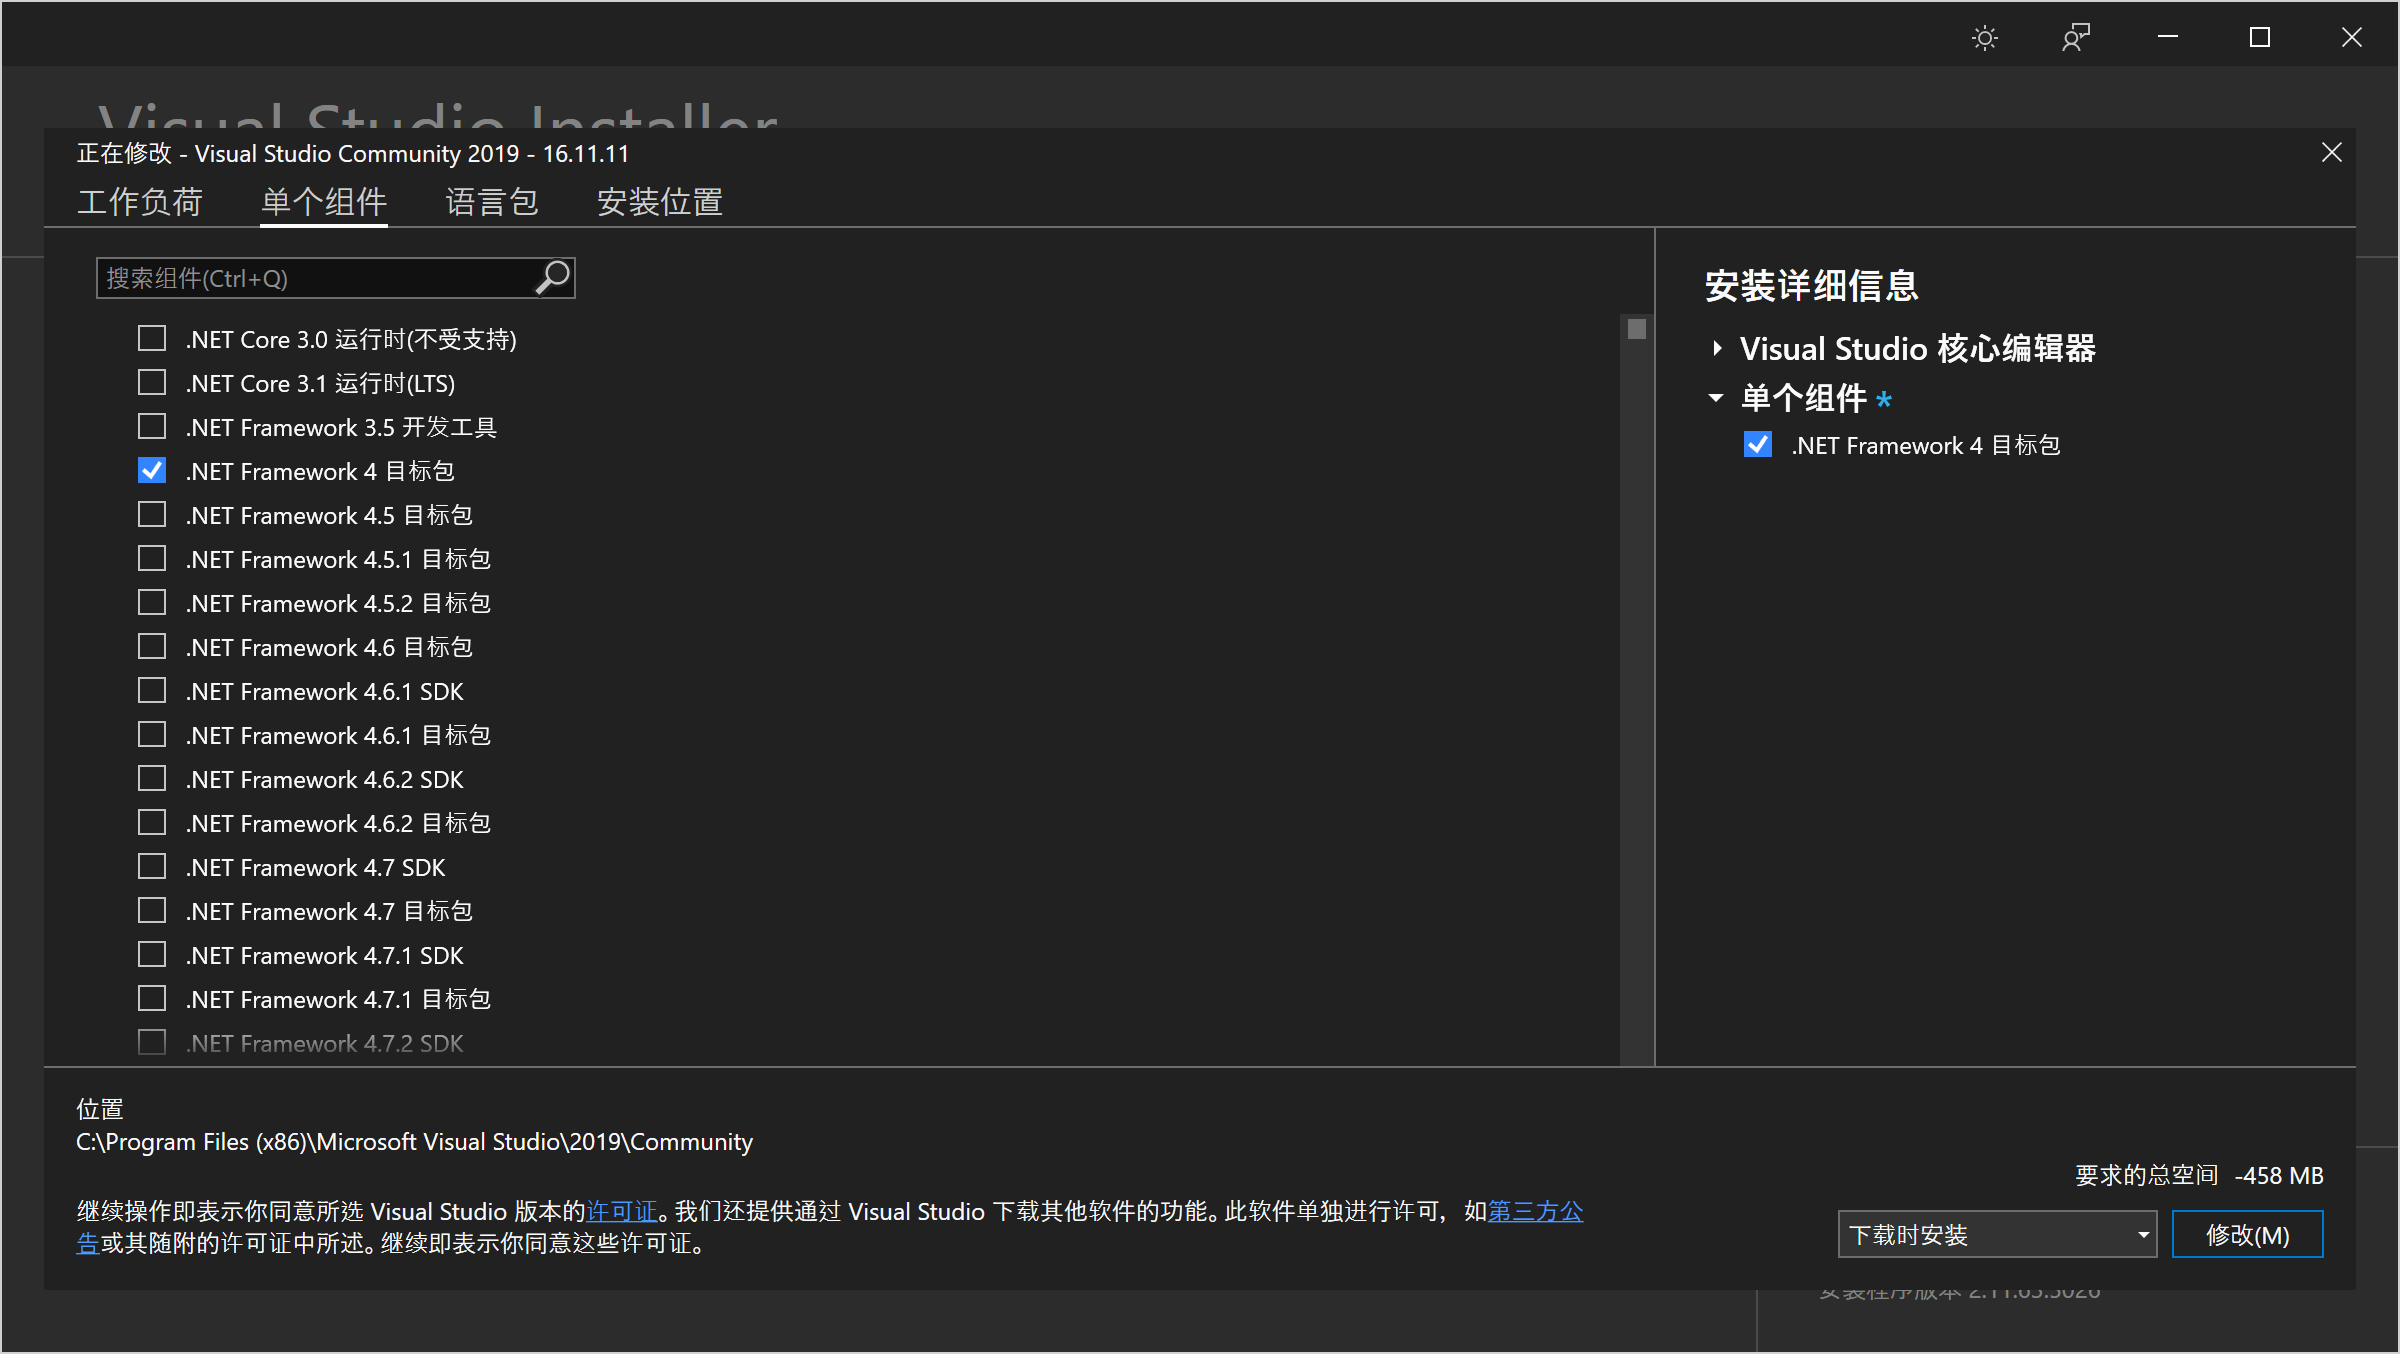 Visual Studio Installer
正在修改 - Visual Studio Community 2019 - 16.11.11
工作负荷 单个组件 语言包 安装位置
搜索组件(Ctrl+Q)
.NET Core 3.0 运行时(不受支持)
.NET Core 3.1 运行时(LTS)
.NET Framework 3.5 开发工具
.NET Framework 4 目标包
.NET Framework 4.5 目标包
.NET Framework 4.5.1 目标包
.NET Framework 4.5.2 目标包
.NET Framework 4.6 目标包
.NET Framework 4.6.1 SDK
.NET Framework 4.6.1 目标包
.NET Framework 4.6.2 SDK
.NET Framework 4.6.2 目标包
.NET Framework 4.7 SDK
.NET Framework 4.7 目标包
.NET Framework 4.7.1 SDK
.NET Framework 4.7.1 目标包
.NET Framework 4.7.2 SDK
安装详细信息
Visual Studio 核心编辑器
单个组件 *
.NET Framework 4 目标包
位置
C:\Program Files (x86)\Microsoft Visual Studio\2019\Community
继续操作即表示你同意所选 Visual Studio 版本的许可证。我们还提供通过 Visual Studio 下载其他软件的功能。此软件单独进行许可，如第三方公
告或其随附的许可证中所述。继续即表示你同意这些许可证。
要求的总空间 -458 MB
下载时安装
修改(M)
安装程序版本